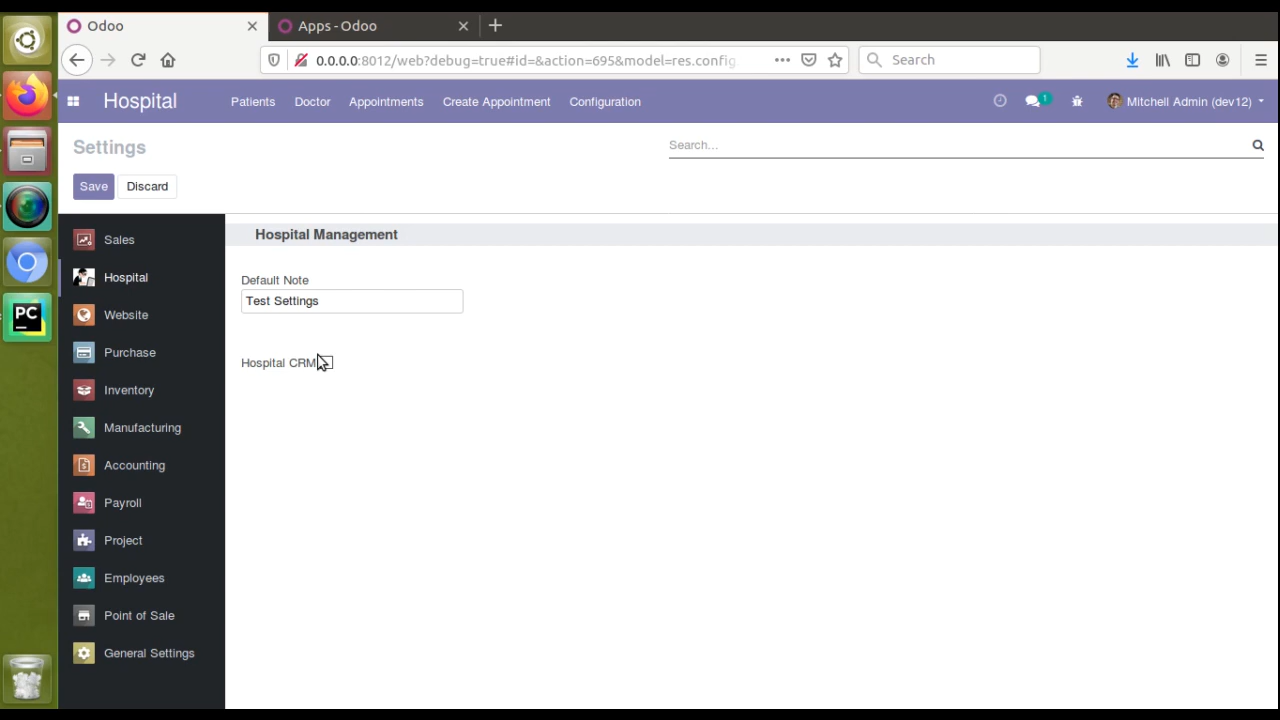 Odoo
Apps - Odoo
0.0.0.0:8012/web?debug=true#id=&action=695&model=res.config
Search
Hospital
Patients
Doctor
Appointments
Create Appointment
Configuration
1
Mitchell Admin (dev12)
Settings
Search...
Save
Discard
Sales
Hospital
Website
Purchase
Inventory
Manufacturing
Accounting
Payroll
Project
Employees
Point of Sale
General Settings
Hospital Management
Default Note
Test Settings
Hospital CRM
PC